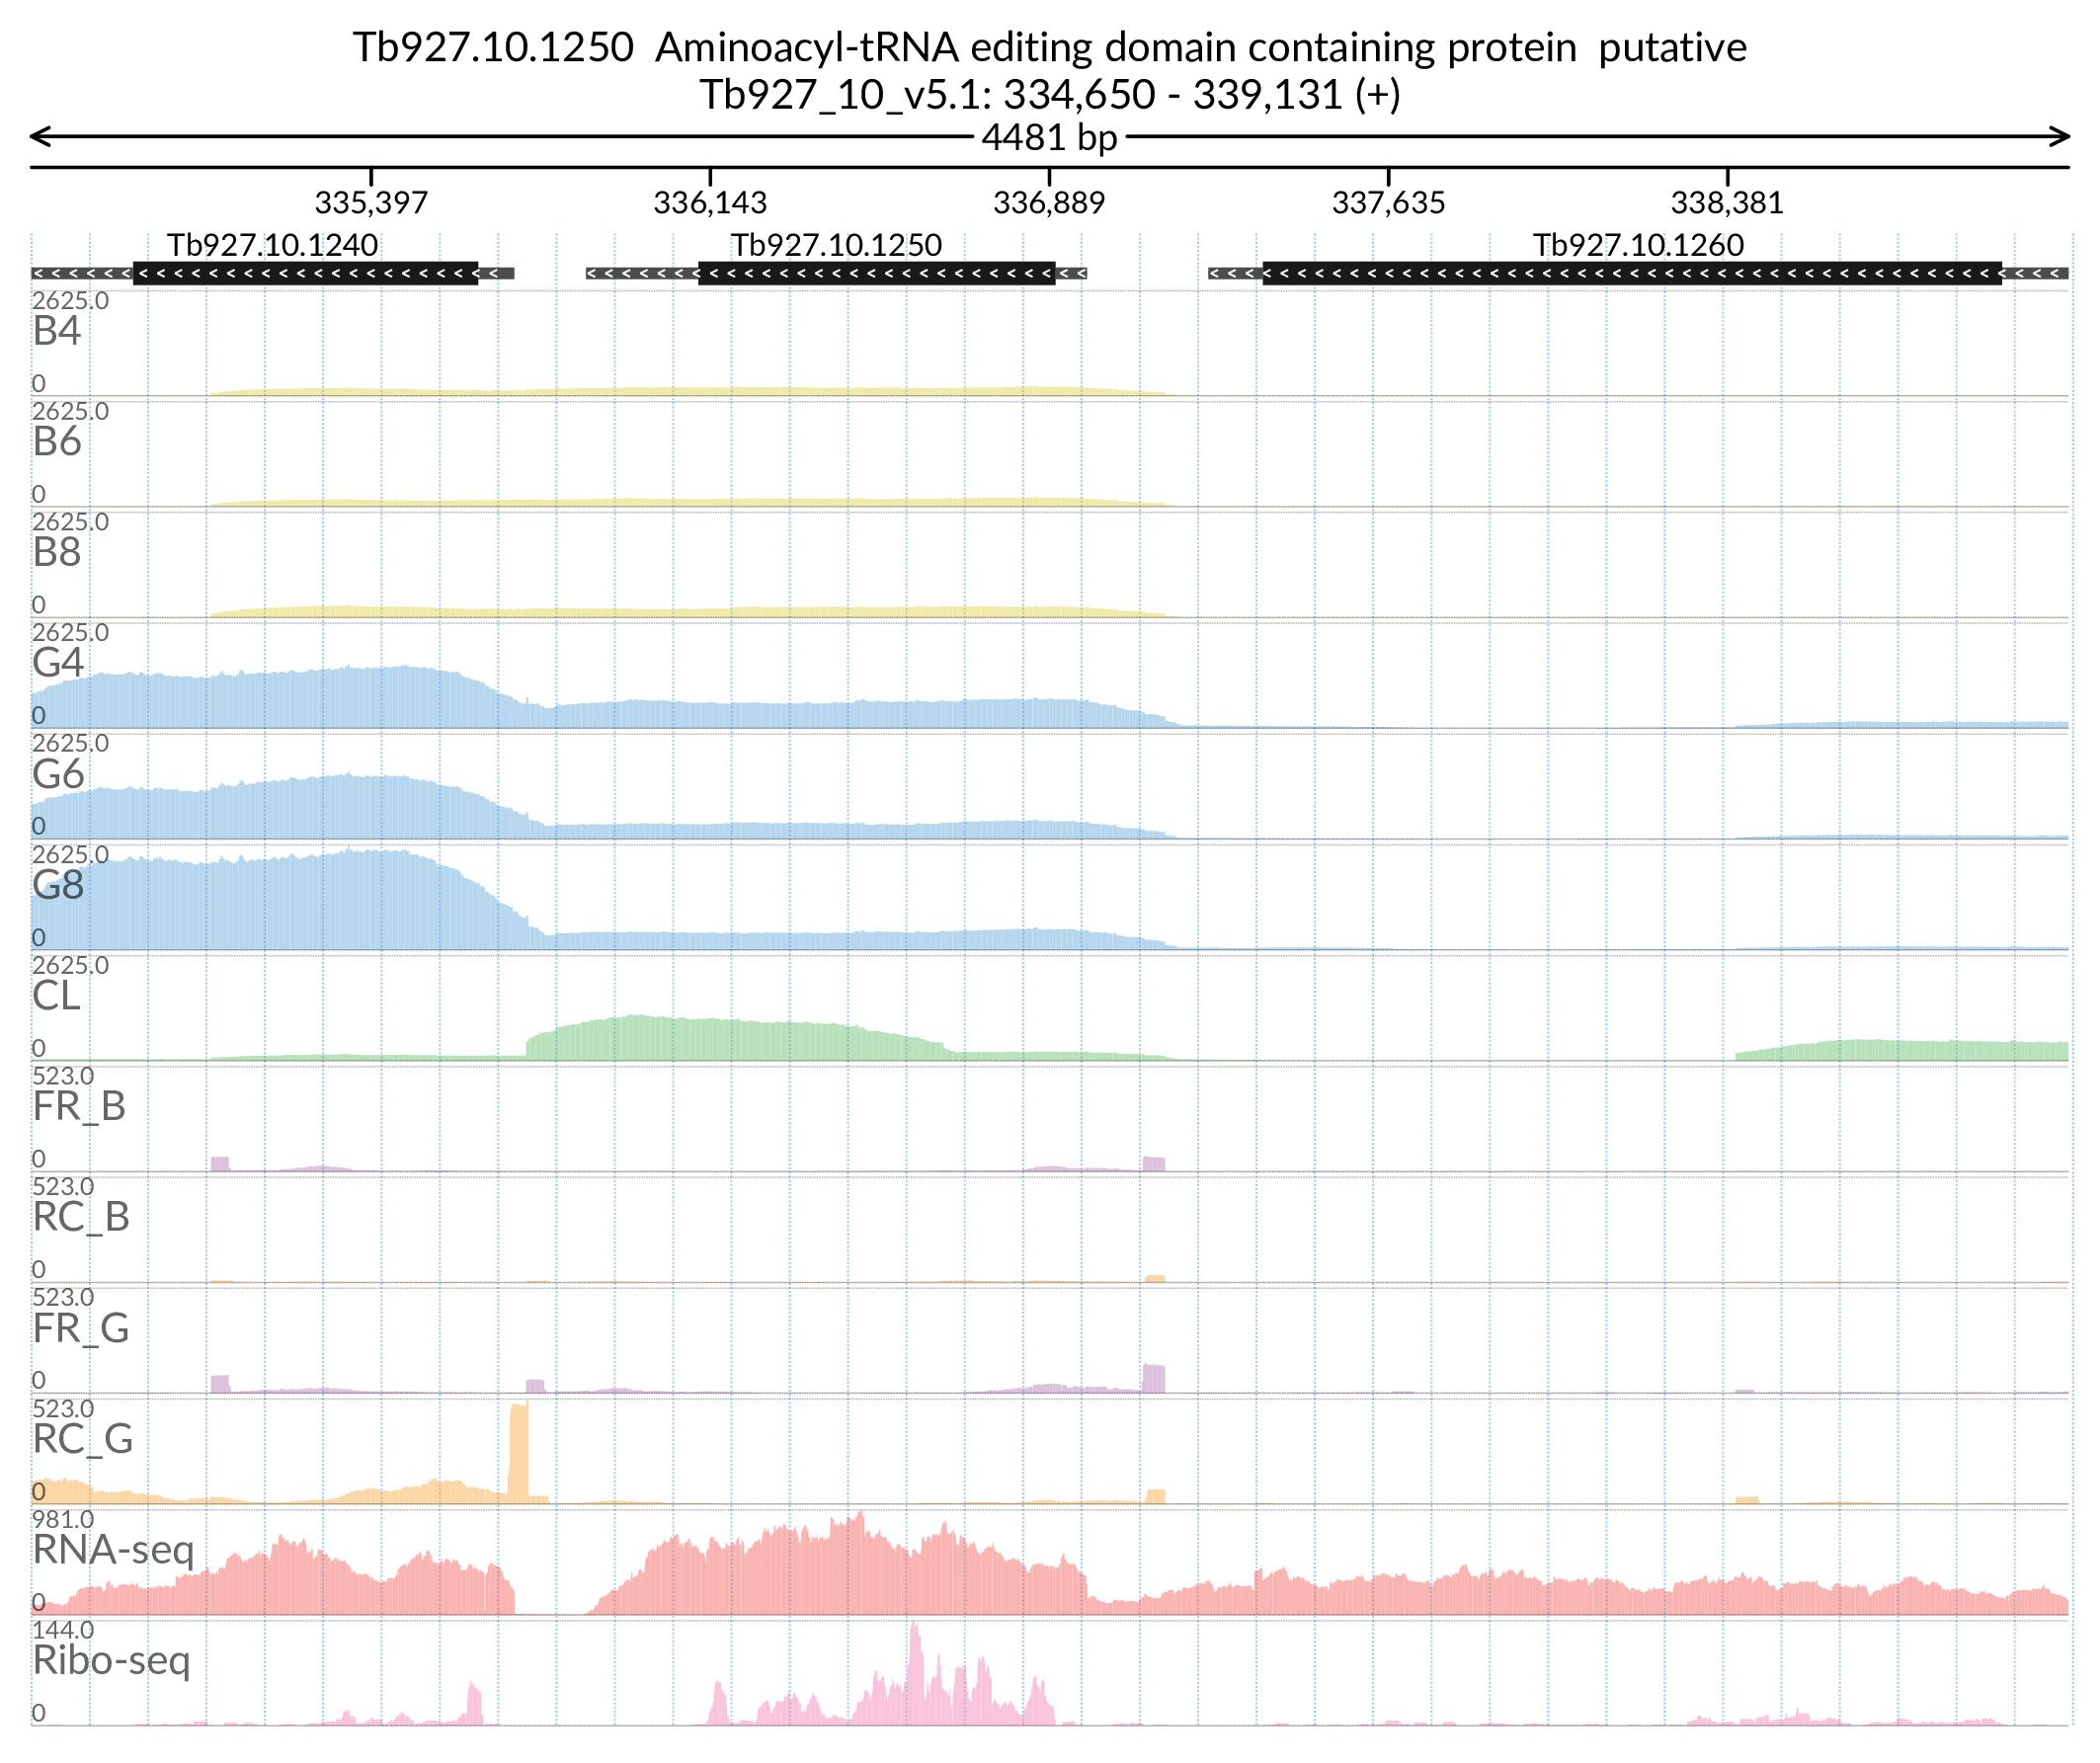 Tb927.10.1250  Aminoacyl-tRNA editing domain containing protein  putative
Tb927_10_v5.1: 334,650 - 339,131 (+)
4481 bp
335,397 336,143 336,889 337,635 338,381
Tb927.10.1240 Tb927.10.1250 Tb927.10.1260
2625.0
B4
0
2625.0
B6
0
2625.0
B8
0
2625.0
G4
0
2625.0
G6
0
2625.0
G8
0
2625.0
CL
0
523.0
FR_B
0
523.0
RC_B
0
523.0
FR_G
0
523.0
RC_G
0
981.0
RNA-seq
0
144.0
Ribo-seq
0